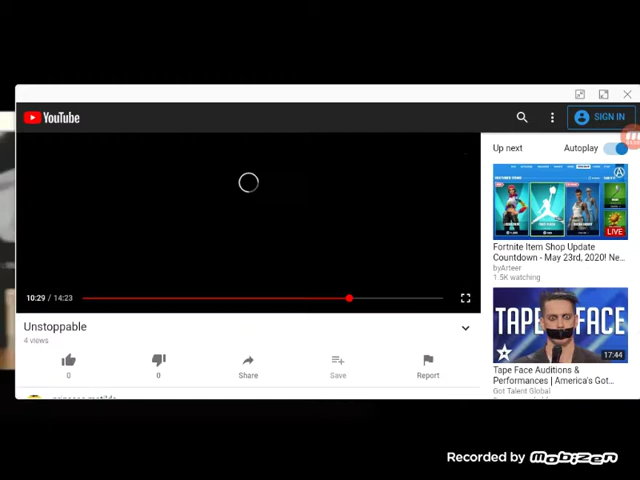 YouTube
SIGN IN
Up next
Autoplay
10:29 / 14:23
LIVE
Fortnite Item Shop Update
Countdown - May 23rd, 2020! Ne...
byArteer
1.5K watching
Unstoppable
4 views
0
0
Share
Save
Report
TAPE FACE
17:44
Tape Face Auditions &
Performances | America's Got...
Got Talent Global
Recorded by Mobizen